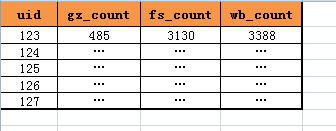 uid gz_count fs_count wb_count
123 485 3130 3388
124 … … …
125 … … …
126 … … …
127 … … …